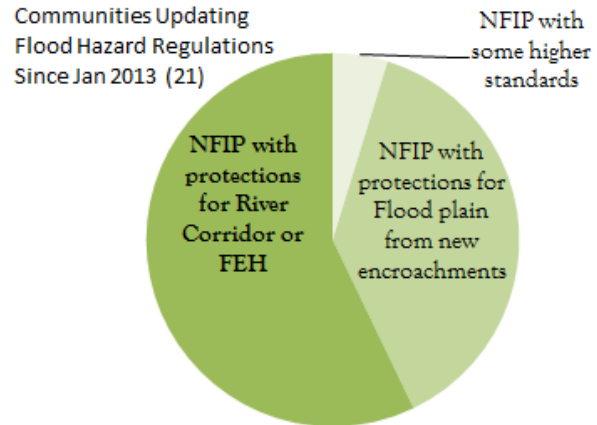 Communities Updating
Flood Hazard Regulations
Since Jan 2013 (21)
NFIP with
some higher
standards
NFIP with
protections
for River
Corridor or
FEH
NFIP with
protections for
Flood plain
from new
encroachments